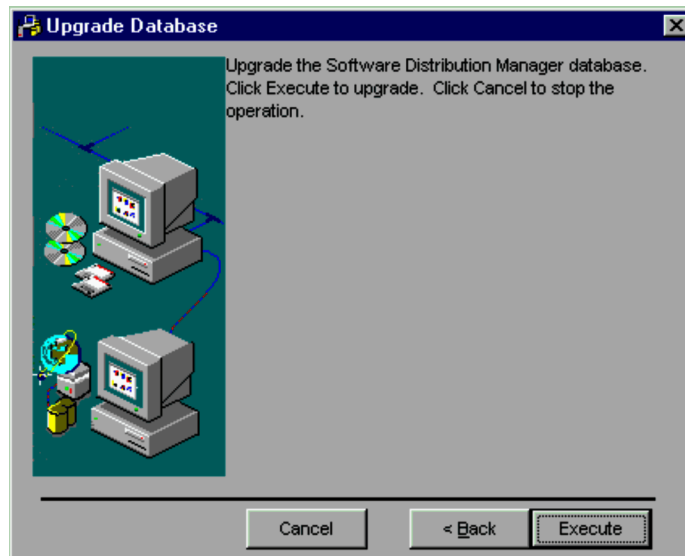 Upgrade Database
Upgrade the Software Distribution Manager database.
Click Execute to upgrade.  Click Cancel to stop the
operation.
Cancel
< Back
Execute